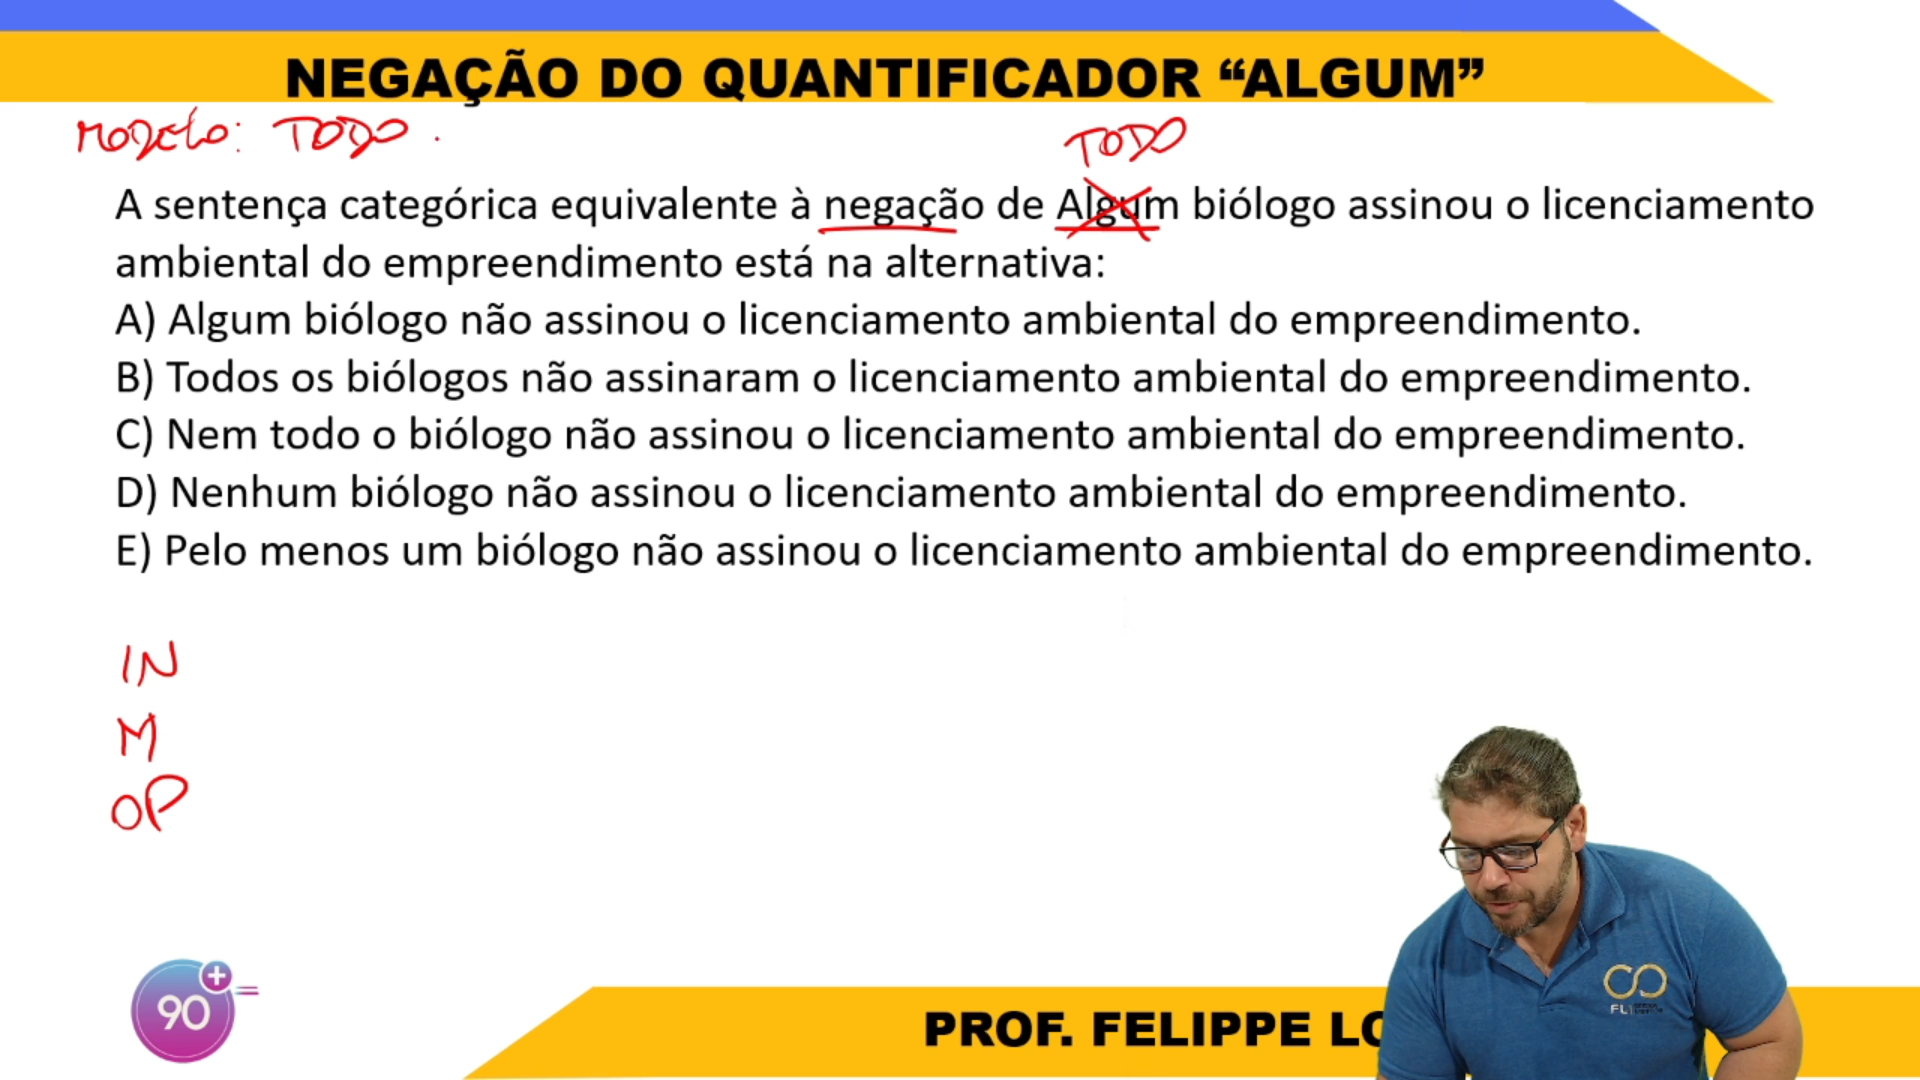 NEGAÇÃO DO QUANTIFICADOR “ALGUM”
MODELO: TODO.
TODO
A sentença categórica equivalente à negação de Algum biólogo assinou o licenciamento
ambiental do empreendimento está na alternativa:
A) Algum biólogo não assinou o licenciamento ambiental do empreendimento.
B) Todos os biólogos não assinaram o licenciamento ambiental do empreendimento.
C) Nem todo o biólogo não assinou o licenciamento ambiental do empreendimento.
D) Nenhum biólogo não assinou o licenciamento ambiental do empreendimento.
E) Pelo menos um biólogo não assinou o licenciamento ambiental do empreendimento.
IN
M
OP
90+
PROF. FELIPPE LO